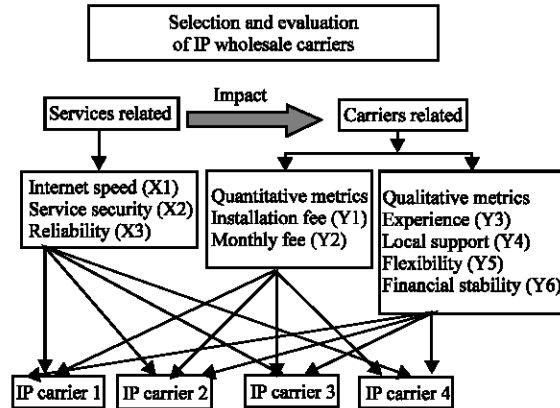 Selection and evaluation
of IP wholesale carriers
Services related
Impact
Carriers related
Internet speed (X1)
Service security (X2)
Reliability (X3)
Quantitative metrics
Installation fee (Y1)
Monthly fee (Y2)
Qualitative metrics
Experience (Y3)
Local support (Y4)
Flexibility (Y5)
Financial stability (Y6)
IP carrier 1
IP carrier 2
IP carrier 3
IP carrier 4